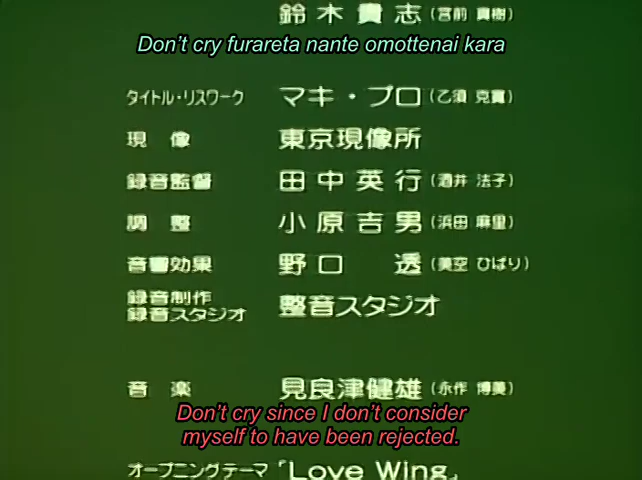 鈴木貴志(宮前 真樹)
Don't cry furareta nante omottenai kara
タイトル・リスワーク マキ・プロ(乙須 克寛)
現像 東京現像所
録音監督 田中英行(酒井 法子)
調整 小原吉男(浜田 麻里)
音響効果 野口 透(美空 ひばり)
録音制作
録音スタジオ 整音スタジオ
音楽 見良津健雄(永作 博美)
Don't cry since I don't consider
myself to have been rejected.
オープニングテーマ「Love Wing」